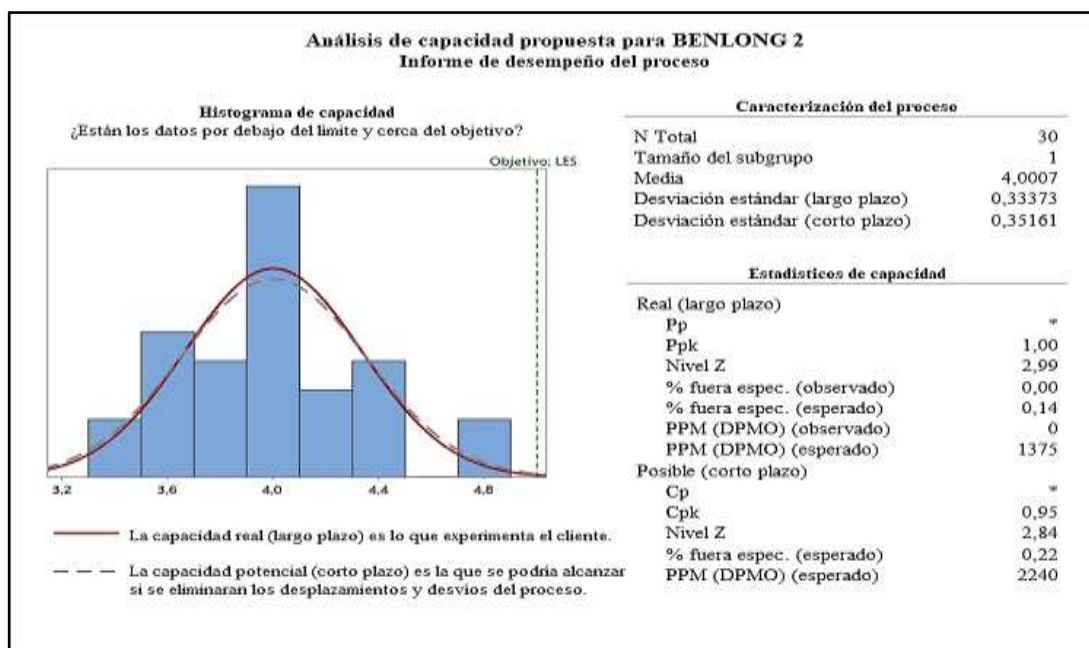 Análisis de capacidad propuesta para BENLONG 2
Informe de desempeño del proceso
Histograma de capacidad
¿Están los datos por debajo del límite y cerca del objetivo?
Objetivo; LES
3,2 3,6 4,0 4,4 4,8
La capacidad real (largo plazo) es lo que experimenta el cliente.
La capacidad potencial (corto plazo) es la que se podría alcanzar
si se eliminaran los desplazamientos y desvíos del proceso.
Caracterización del proceso
N Total 30
Tamaño del subgrupo 1
Media 4,0007
Desviación estándar (largo plazo) 0,33373
Desviación estándar (corto plazo) 0,35161
Estadísticos de capacidad
Real (largo plazo)
Pp *
Ppk 1,00
Nivel Z 2,99
% fuera espec. (observado) 0,00
% fuera espec. (esperado) 0,14
PPM (DPMO) (observado) 0
PPM (DPMO) (esperado) 1375
Posible (corto plazo)
Cp *
Cpk 0,95
Nivel Z 2,84
% fuera espec. (esperado) 0,22
PPM (DPMO) (esperado) 2240